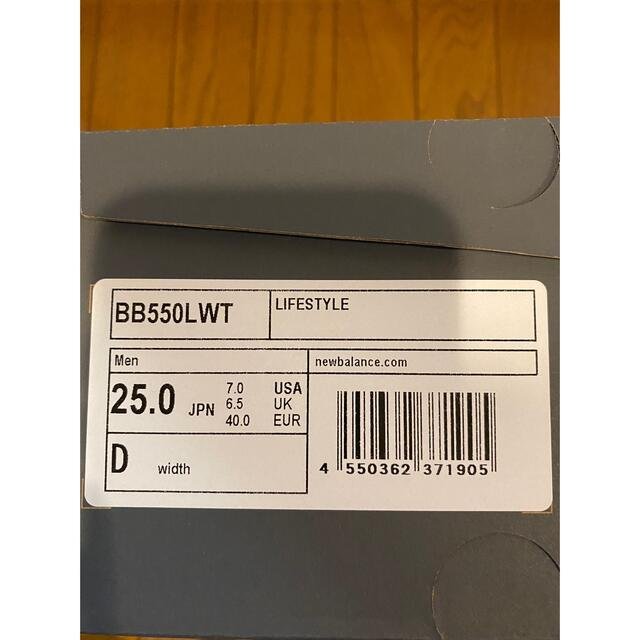 BB550LWT
LIFESTYLE
Men
newbalance.com
25.0 JPN
7.0 USA
6.5 UK
40.0 EUR
D width
4 550362 371905